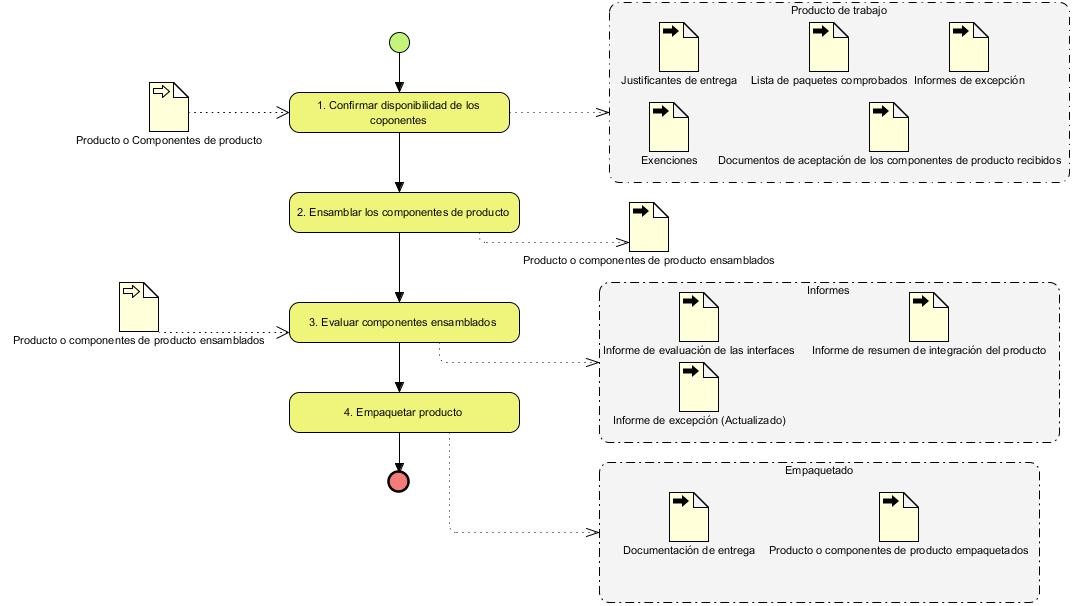 Producto de trabajo
Justificantes de entrega
Lista de paquetes comprobados
Informes de excepción
Producto o Componentes de producto
1. Confirmar disponibilidad de los
coponentes
Exenciones
Documentos de aceptación de los componentes de producto recibidos
2. Ensamblar los componentes de producto
Producto o componentes de producto ensamblados
Informes
Producto o componentes de producto ensamblados
3. Evaluar componentes ensamblados
Informe de evaluación de las interfaces
Informe de resumen de integración del producto
Informe de excepción (Actualizado)
4. Empaquetar producto
Empaquetado
Documentación de entrega
Producto o componentes de producto empaquetados